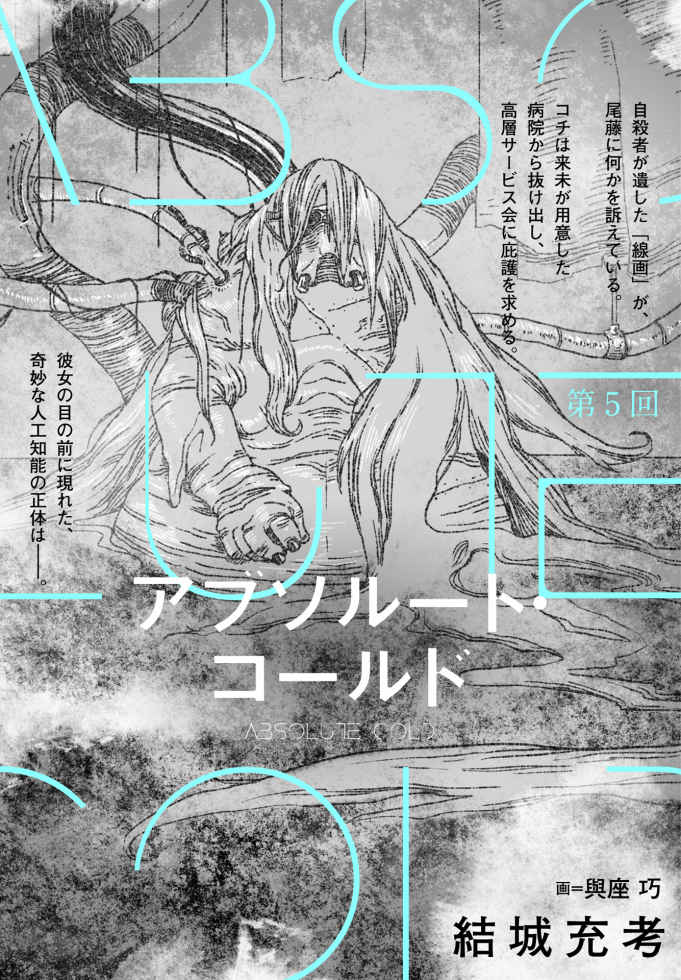 自殺者が遺した「線画」が、
尾藤に何かを訴えている。
コチは来未が用意した
病院から抜け出し、
高層サービス会に庇護を求める。
第5回
彼女の目の前に現れた、
奇妙な人工知能の正体は――。
アブソルート・
コールド
ABSOLUTE COLD
画=與座 巧
結城充考